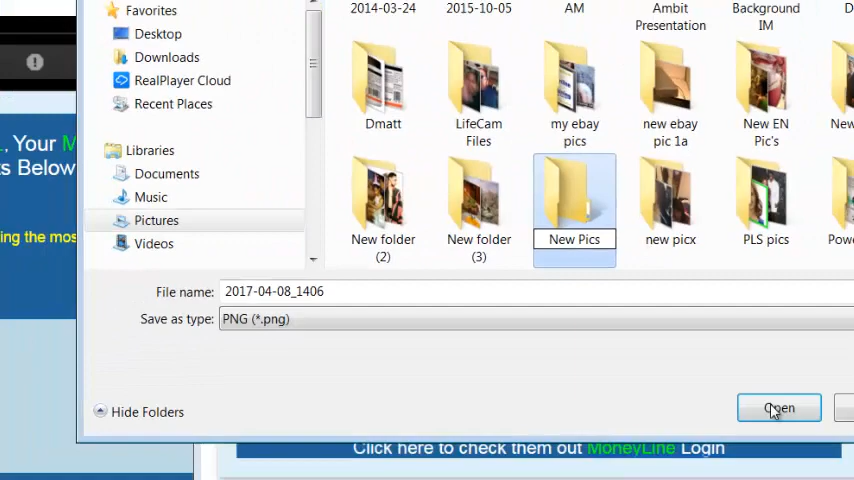 Favorites
Desktop
Downloads
RealPlayer Cloud
Recent Places
Libraries
Documents
Music
Pictures
Videos
2014-03-24
2015-10-05
AM
Ambit
Presentation
Background
IM
Dmatt
LifeCam
Files
my ebay
pics
new ebay
pic 1a
New EN
Pic's
New
New folder
(2)
New folder
(3)
New Pics
new picx
PLS pics
File name: 2017-04-08_1406
Save as type: PNG (*.png)
Hide Folders
Open
, Your M
s Below
ing the mos
Click here to check them out MoneyLine Login